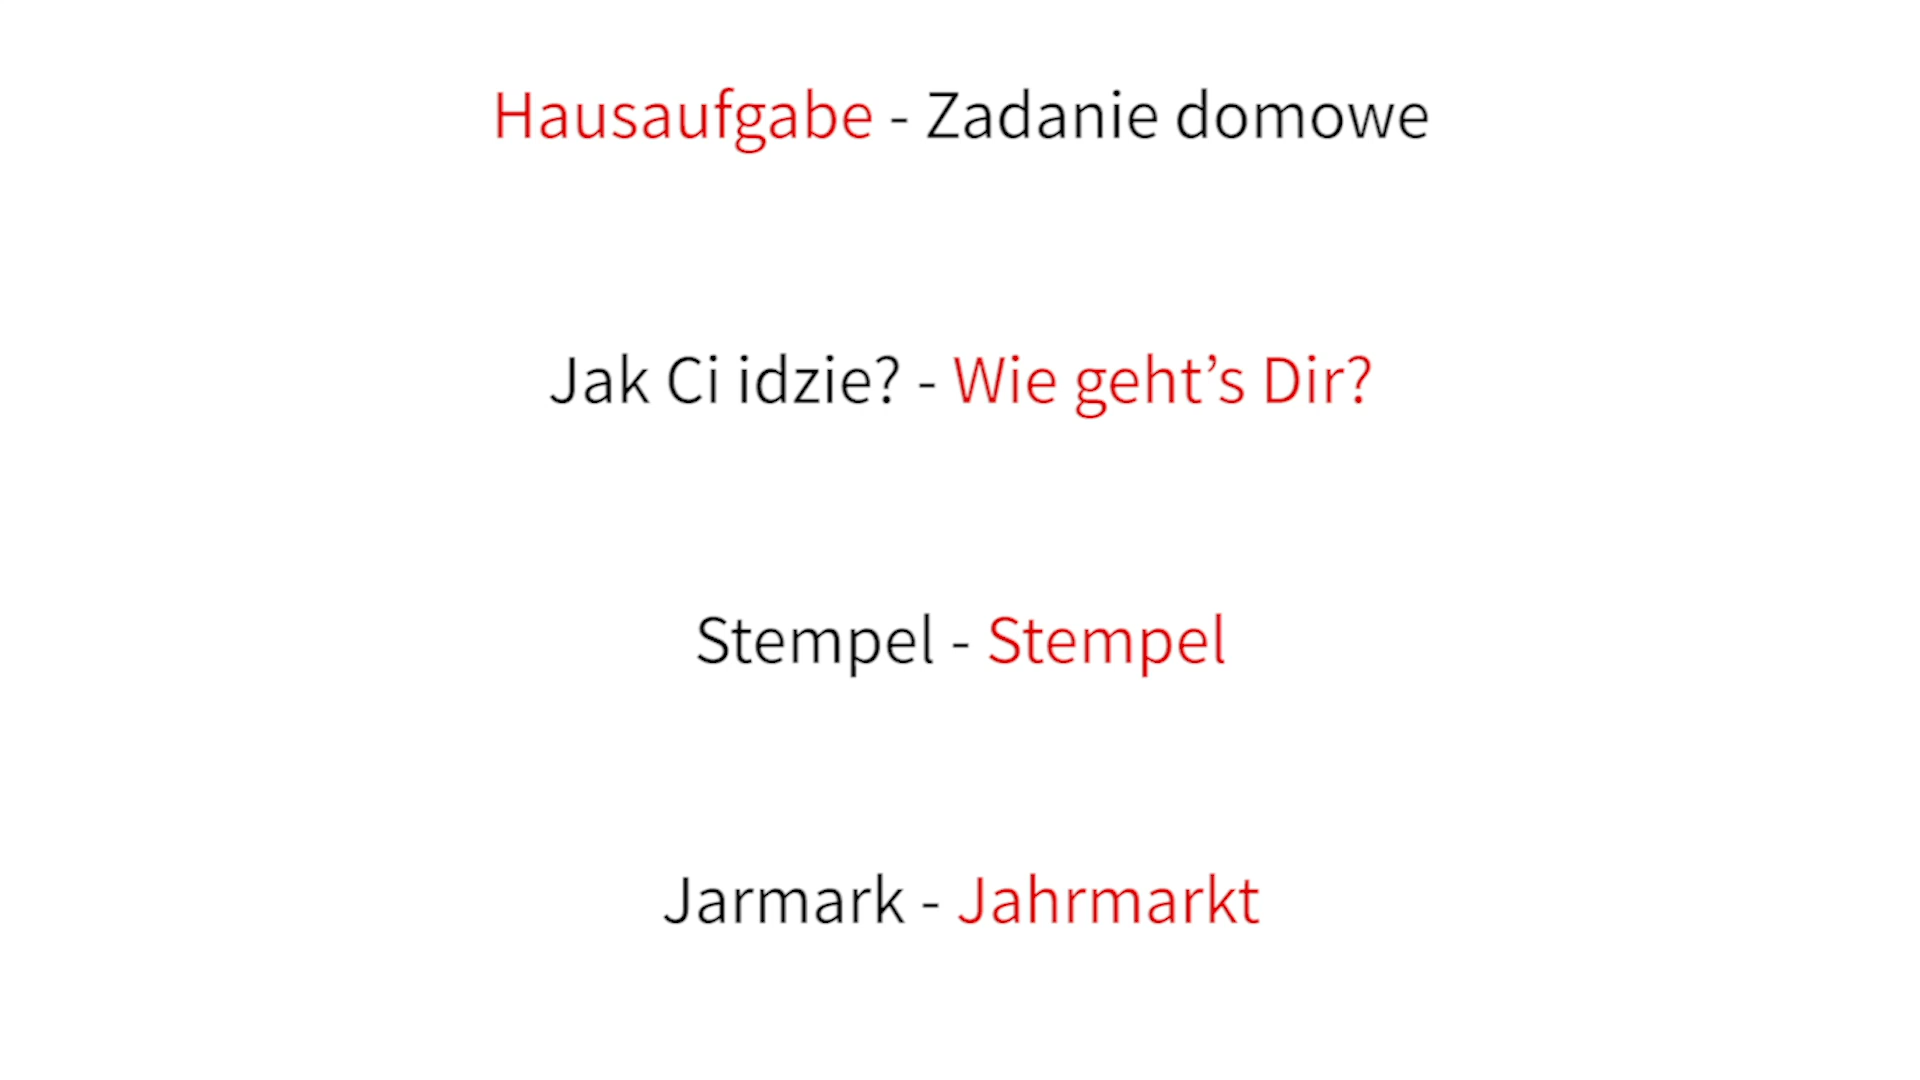 Hausaufgabe - Zadanie domowe
Jak Ci idzie? - Wie geht’s Dir?
Stempel - Stempel
Jarmark - Jahrmarkt